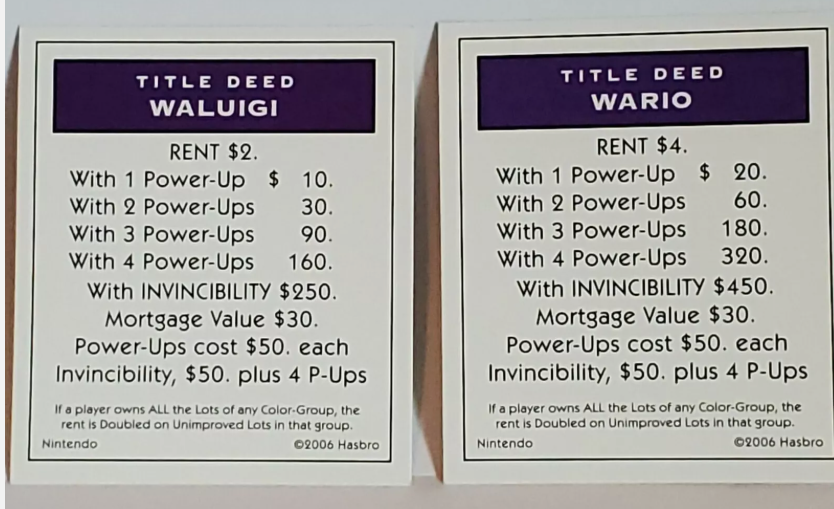 TITLE DEED
WALUIGI
RENT $2.
With 1 Power-Up $ 10.
With 2 Power-Ups 30.
With 3 Power-Ups 90.
With 4 Power-Ups 160.
With INVINCIBILITY $250.
Mortgage Value $30.
Power-Ups cost $50. each
Invincibility, $50. plus 4 P-Ups
If a player owns ALL the Lots of any Color-Group, the
rent is Doubled on Unimproved Lots in that group.
Nintendo ©2006 Hasbro
TITLE DEED
WARIO
RENT $4.
With 1 Power-Up $ 20.
With 2 Power-Ups 60.
With 3 Power-Ups 180.
With 4 Power-Ups 320.
With INVINCIBILITY $450.
Mortgage Value $30.
Power-Ups cost $50. each
Invincibility, $50. plus 4 P-Ups
If a player owns ALL the Lots of any Color-Group, the
rent is Doubled on Unimproved Lots in that group.
Nintendo ©2006 Hasbro